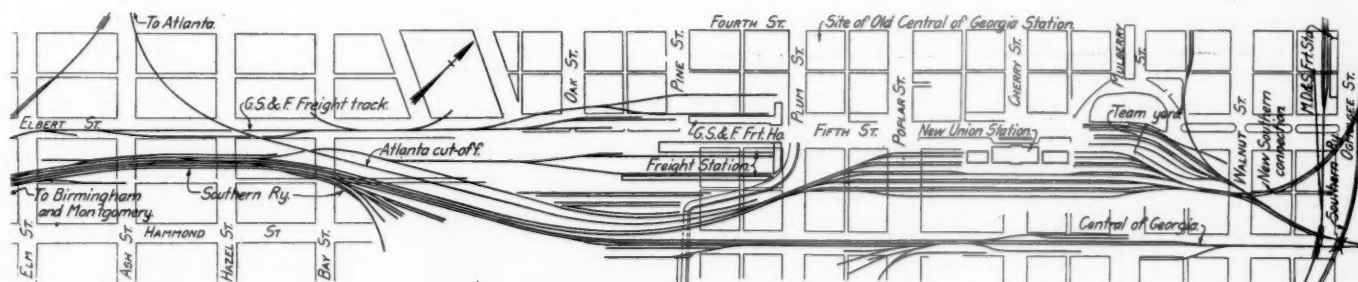 To Atlanta.
FOURTH ST.
Site of Old Central of Georgia Station.
OAK ST.
PINE ST.
PLUM ST.
POPLAR ST.
CHERRY ST.
MULBERRY ST.
M.D.& S. Frt. Sta.
OGMULGEE ST.
G.S.& F. Freight track.
ELBERT ST.
G.S.& F. Frt. Ho.
FIFTH ST.
New Union Station.
Team yard.
WALNUT ST.
New Southern
connection
Southern Ry.
Atlanta cut-off.
Freight Station.
To Birmingham
and Montgomery.
Southern Ry.
HAMMOND ST
Central of Georgia.
ELM ST.
ASH ST
HAZEL ST.
BAY ST.